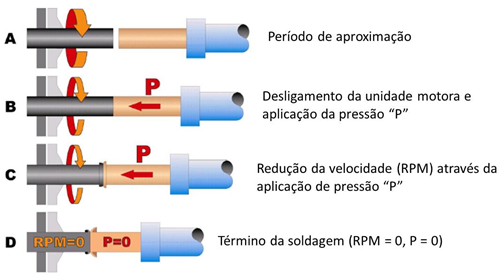 A
Período de aproximação
P
B
Desligamento da unidade motora e
aplicação da pressão “P”
P
C
Redução da velocidade (RPM) através da
aplicação de pressão “P”
D
RPM=0
P=0
Término da soldagem (RPM = 0, P = 0)